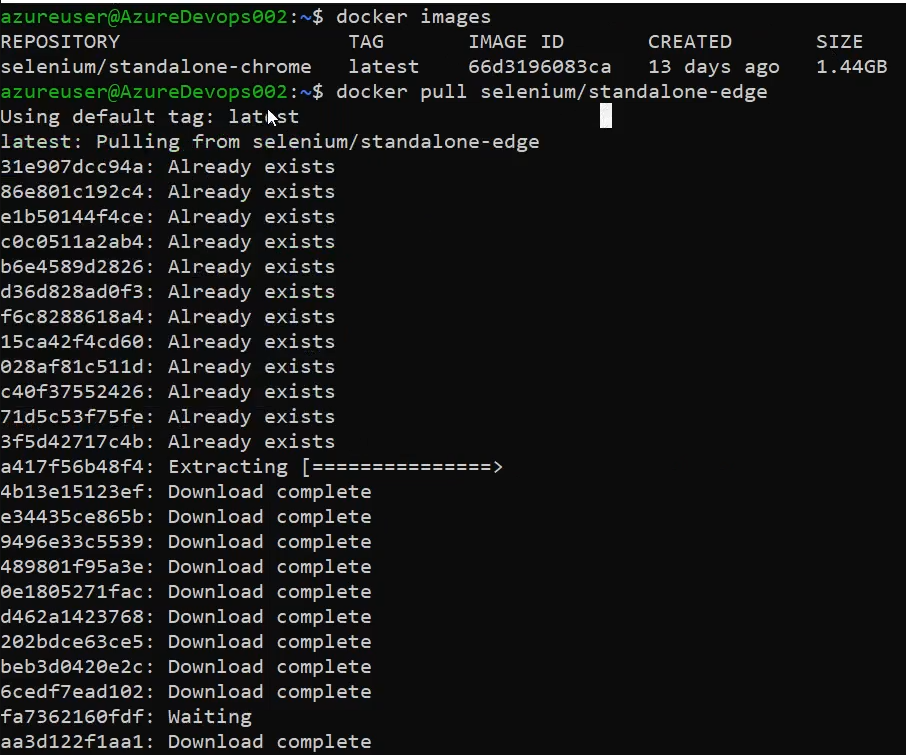 azureuser@AzureDevops002:~$ docker images
REPOSITORY TAG IMAGE ID CREATED SIZE
selenium/standalone-chrome latest 66d3196083ca 13 days ago 1.44GB
azureuser@AzureDevops002:~$ docker pull selenium/standalone-edge
Using default tag: latest
latest: Pulling from selenium/standalone-edge
31e907dcc94a: Already exists
86e801c192c4: Already exists
e1b50144f4ce: Already exists
c0c0511a2ab4: Already exists
b6e4589d2826: Already exists
d36d828ad0f3: Already exists
f6c8288618a4: Already exists
15ca42f4cd60: Already exists
028af81c511d: Already exists
c40f37552426: Already exists
71d5c53f75fe: Already exists
3f5d42717c4b: Already exists
a417f56b48f4: Extracting [===============>
4b13e15123ef: Download complete
e34435ce865b: Download complete
9496e33c5539: Download complete
489801f95a3e: Download complete
0e1805271fac: Download complete
d462a1423768: Download complete
202bdce63ce5: Download complete
beb3d0420e2c: Download complete
6cedf7ead102: Download complete
fa7362160fdf: Waiting
aa3d122f1aa1: Download complete